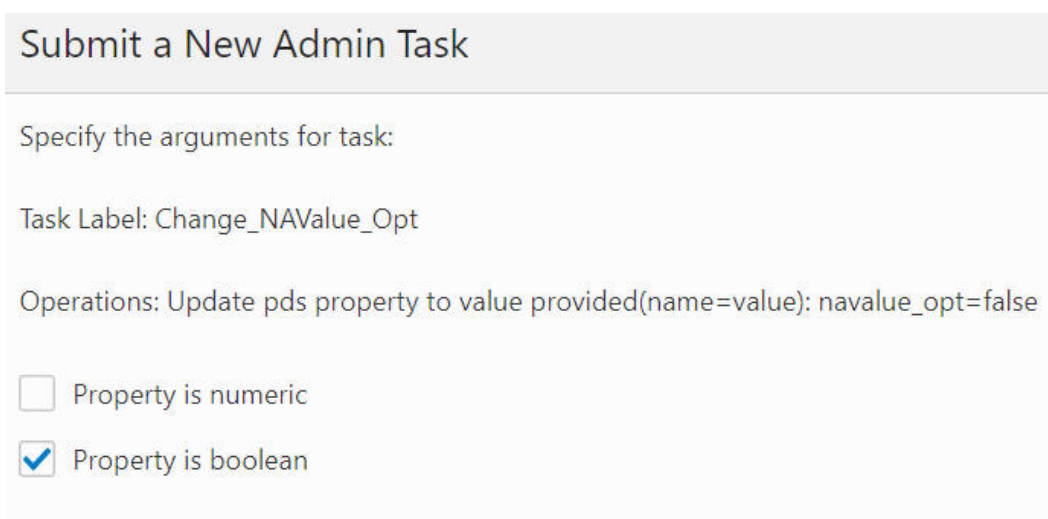 Submit a New Admin Task
Specify the arguments for task:
Task Label: Change_NAValue_Opt
Operations: Update pds property to value provided(name=value): navalue_opt=false
Property is numeric
Property is boolean